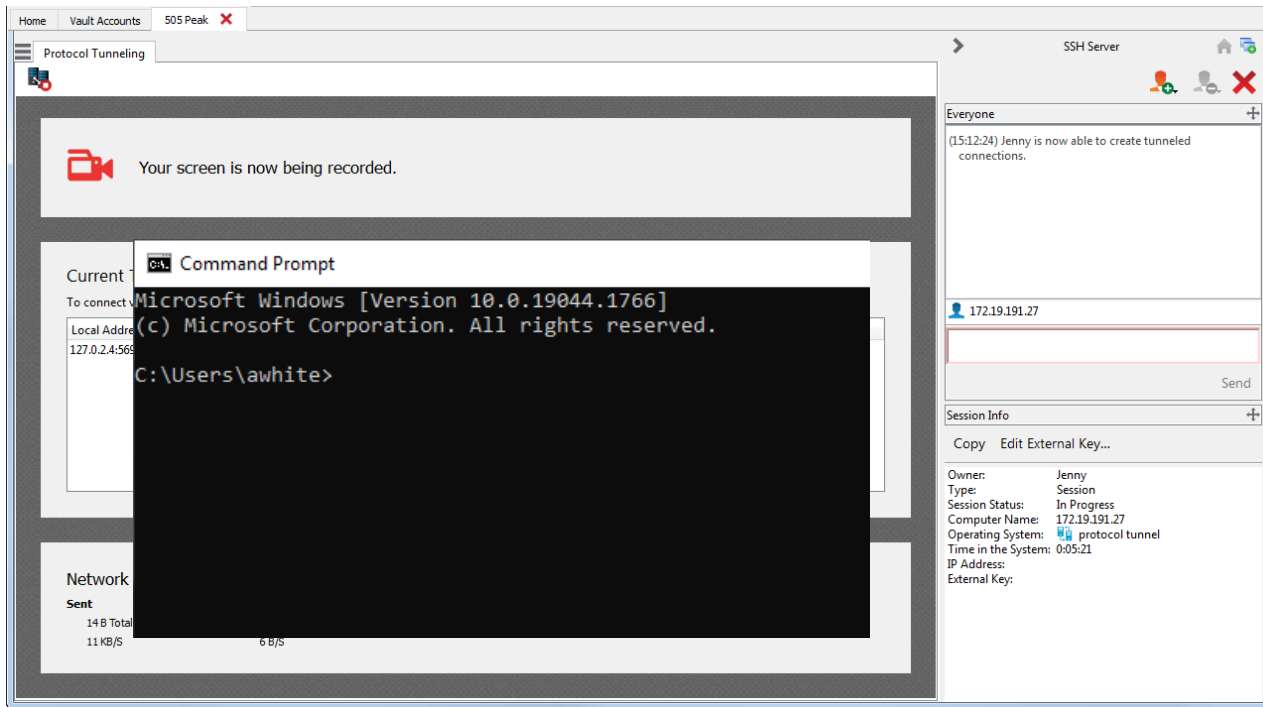 Home Vault Accounts 505 Peak
Protocol Tunneling
Your screen is now being recorded.
Current
To connect
Local Addre
127.0.2.4:569
Command Prompt
Microsoft Windows [Version 10.0.19044.1766]
(c) Microsoft Corporation. All rights reserved.
C:\Users\awhite>
Network
Sent
14 B Total
11 KB/S 6 B/S
SSH Server
Everyone
(15:12:24) Jenny is now able to create tunneled
connections.
172.19.191.27
Send
Session Info
Copy Edit External Key...
Owner: Jenny
Type: Session
Session Status: In Progress
Computer Name: 172.19.191.27
Operating System: protocol tunnel
Time in the System: 0:05:21
IP Address:
External Key: